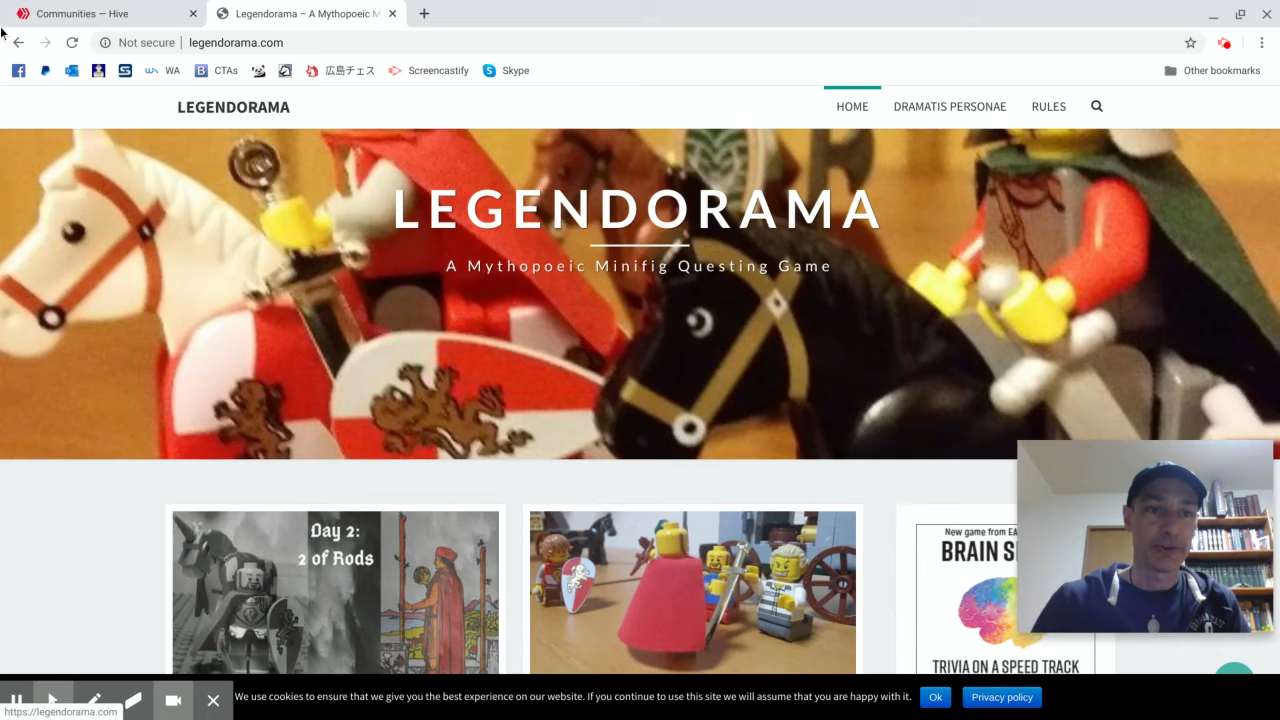 Communities — Hive
Legendorama – A Mythopoeic M
Not secure
legendorama.com
WA
CTAs
広島チェス
Screencastify
Skype
Other bookmarks
LEGENDORAMA
HOME
DRAMATIS PERSONAE
RULES
LEGENDORAMA
A Mythopoeic Minifig Questing Game
Day 2:
2 of Rods
New game from EA
BRAIN S
TRIVIA ON A SPEED TRACK
We use cookies to ensure that we give you the best experience on our website. If you continue to use this site we will assume that you are happy with it.
Ok
Privacy policy
https://legendorama.com